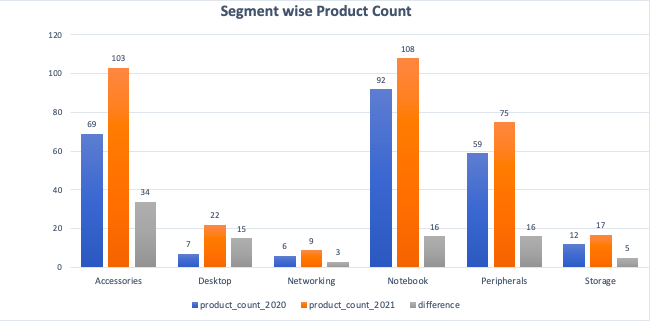 Segment wise Product Count
120
100
80
60
40
20
0
69 103 34
7 22 15
6 9 3
92 108 16
59 75 16
12 17 5
Accessories Desktop Networking Notebook Peripherals Storage
product_count_2020 product_count_2021 difference